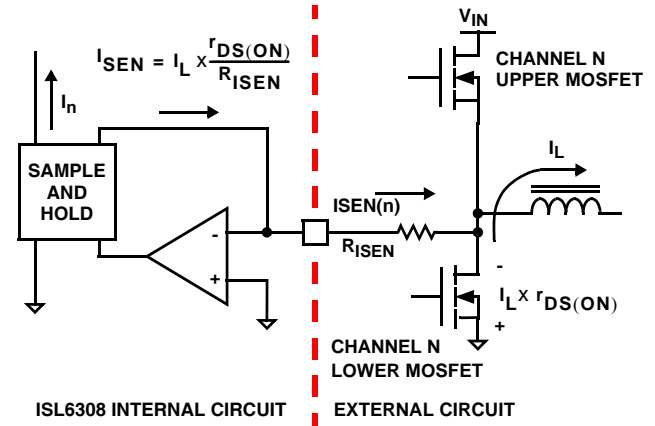 V_IN
I_SEN = I_L x r_DS(ON) / R_ISEN
CHANNEL N
UPPER MOSFET
I_n
I_L
SAMPLE
AND
HOLD
ISEN(n)
-
+
R_ISEN
-
I_L x r_DS(ON)
+
CHANNEL N
LOWER MOSFET
ISL6308 INTERNAL CIRCUIT
EXTERNAL CIRCUIT